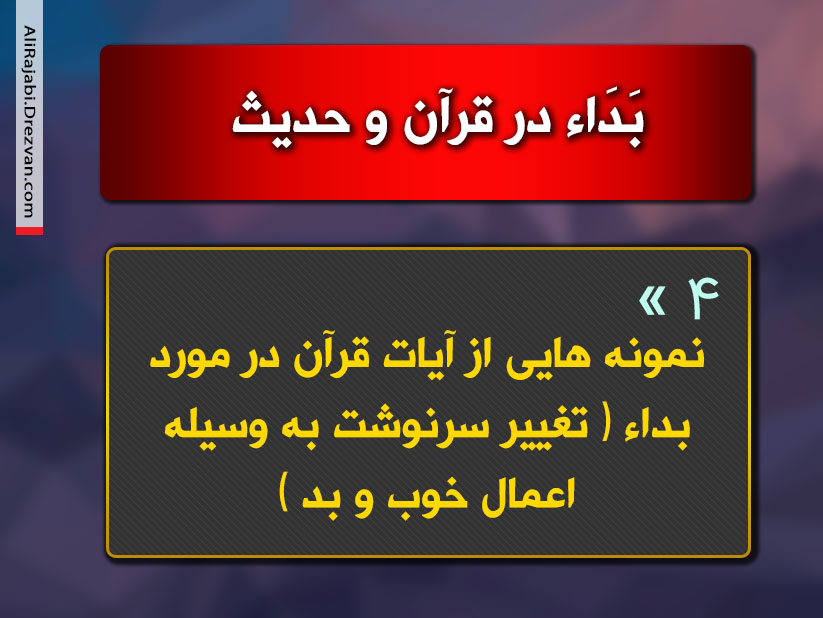 AliRajabi.Drezvan.com
بَدَاء در قرآن و حدیث
۴ »
نمونه هایی از آیات قرآن در مورد
بداء ( تغییر سرنوشت به وسیله
اعمال خوب و بد )